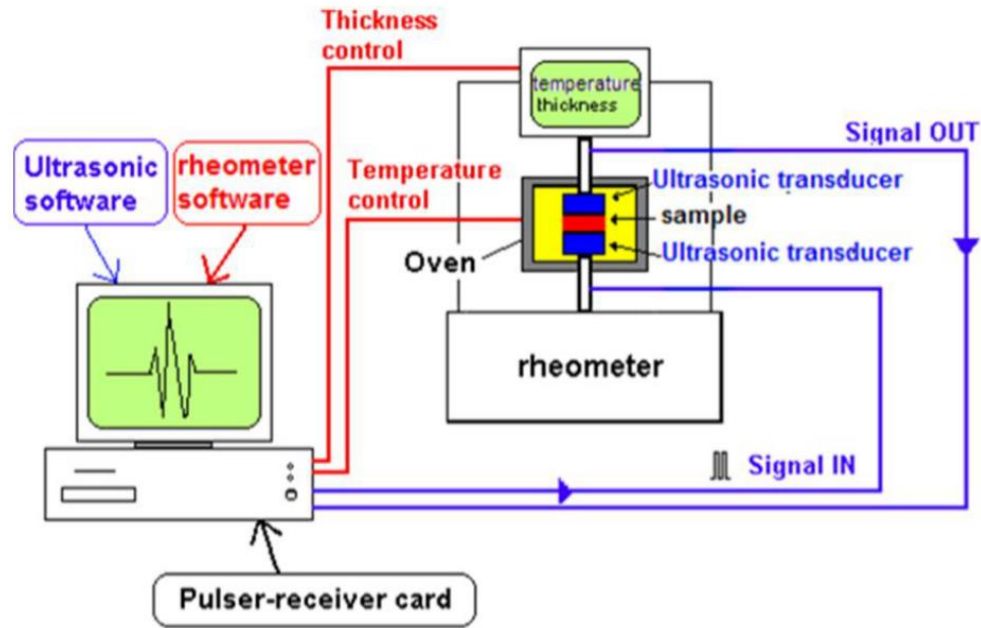 Thickness
control
temperature
thickness
Signal OUT
Ultrasonic
software
rheometer
software
Temperature
control
Ultrasonic transducer
sample
Ultrasonic transducer
Oven
rheometer
Signal IN
Pulser-receiver card